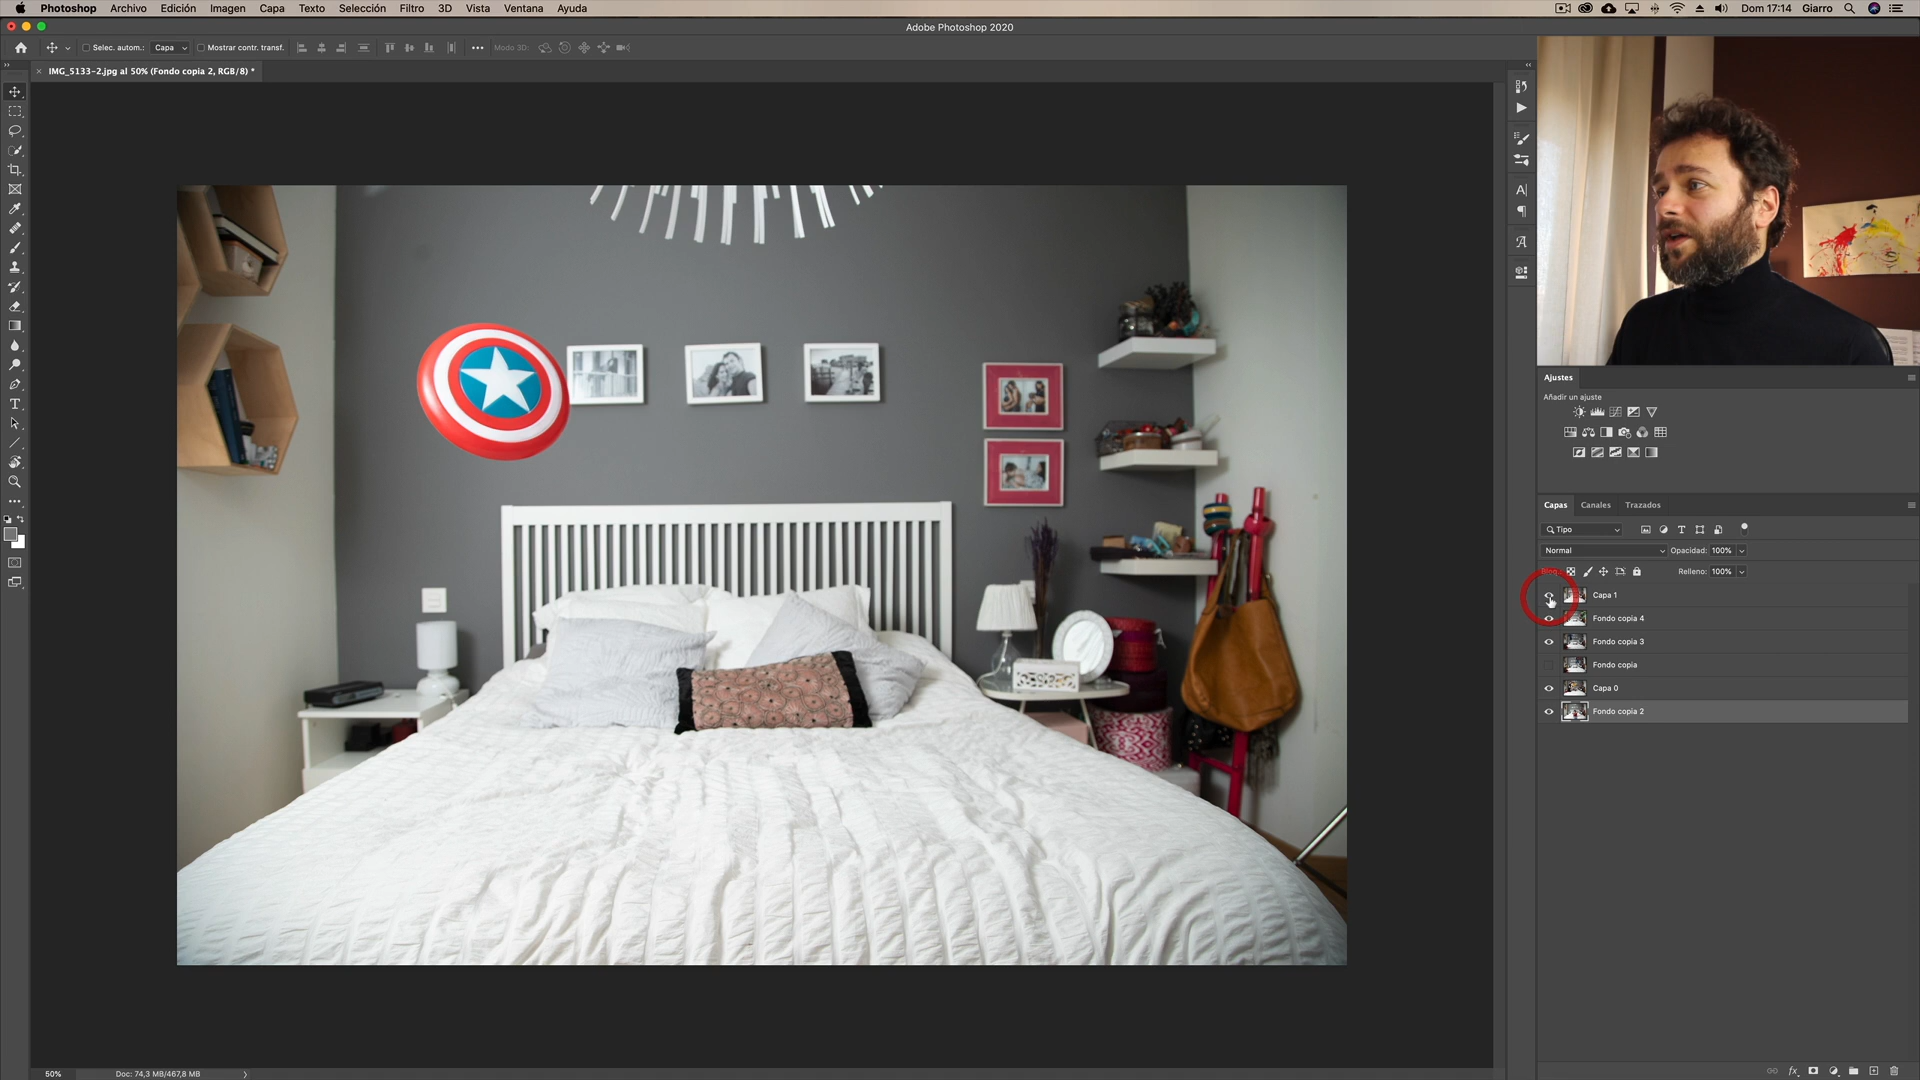 Photoshop Archivo Edición Imagen Capa Texto Selección Filtro 3D Vista Ventana Ayuda Dom 17:14 Giarro
Adobe Photoshop 2020
Selec. autom.: Capa Mostrar contr. transf. Modo 3D:
IMG_5133-2.jpg al 50% (Fondo copia 2, RGB/8) *
Ajustes
Añadir un ajuste
Capas Canales Trazados
Tipo
Normal Opacidad: 100%
Relleno: 100%
Capa 1
Fondo copia 4
Fondo copia 3
Fondo copia
Capa 0
Fondo copia 2
50% Doc: 74,3 MB/467,8 MB